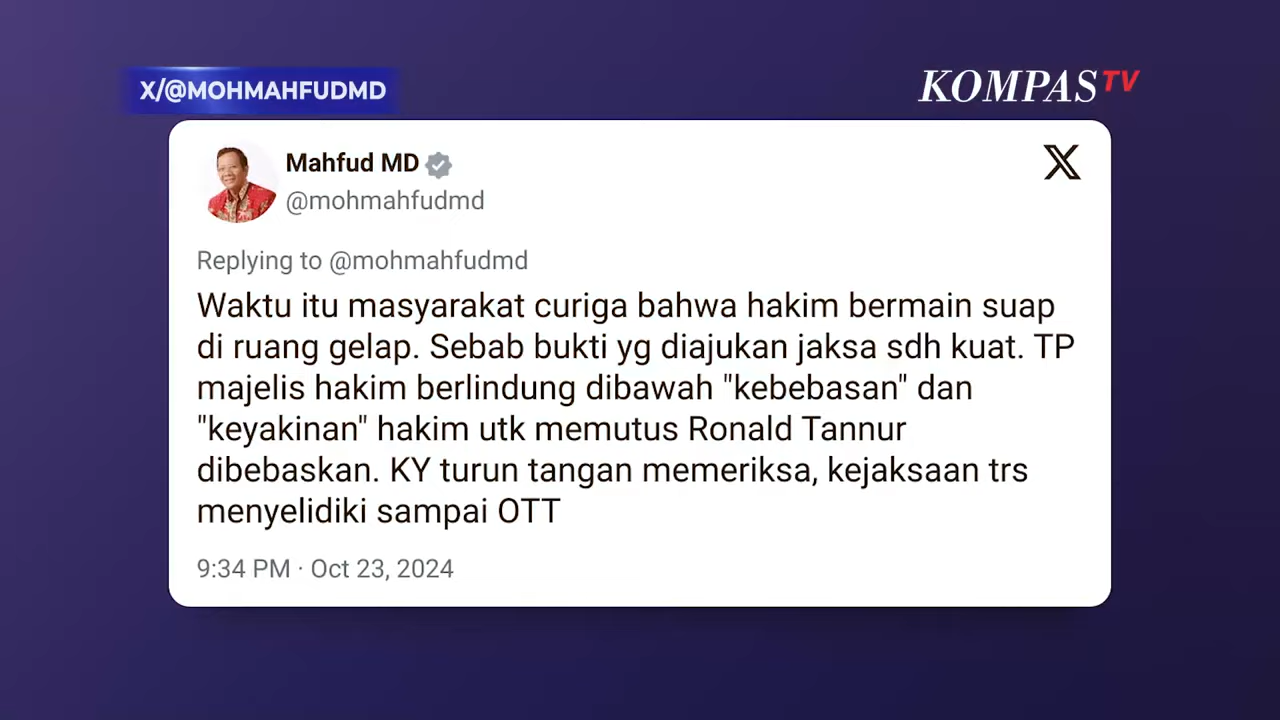 X/@MOHMAHFUDMD
KOMPASTV
Mahfud MD
@mohmahfudmd
Replying to @mohmahfudmd
Waktu itu masyarakat curiga bahwa hakim bermain suap
di ruang gelap. Sebab bukti yg diajukan jaksa sdh kuat. TP
majelis hakim berlindung dibawah "kebebasan" dan
"keyakinan" hakim utk memutus Ronald Tannur
dibebaskan. KY turun tangan memeriksa, kejaksaan trs
menyelidiki sampai OTT
9:34 PM · Oct 23, 2024